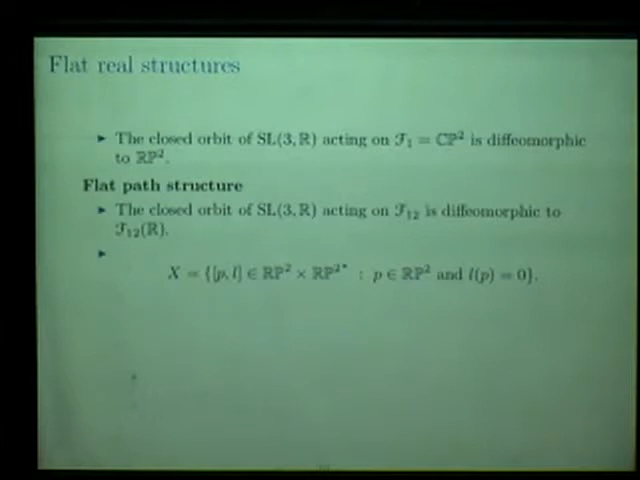 Flat real structures
▶ The closed orbit of SL(3, ℝ) acting on ℱ₁ = ℂℙ² is diffeomorphic
to ℝℙ².
Flat path structure
▶ The closed orbit of SL(3, ℝ) acting on ℱ₁₂ is diffeomorphic to
ℱ₁₂(ℝ).
▶
X = {[p, l] ∈ ℝℙ² × ℝℙ²* : p ∈ ℝℙ² and l(p) = 0}.